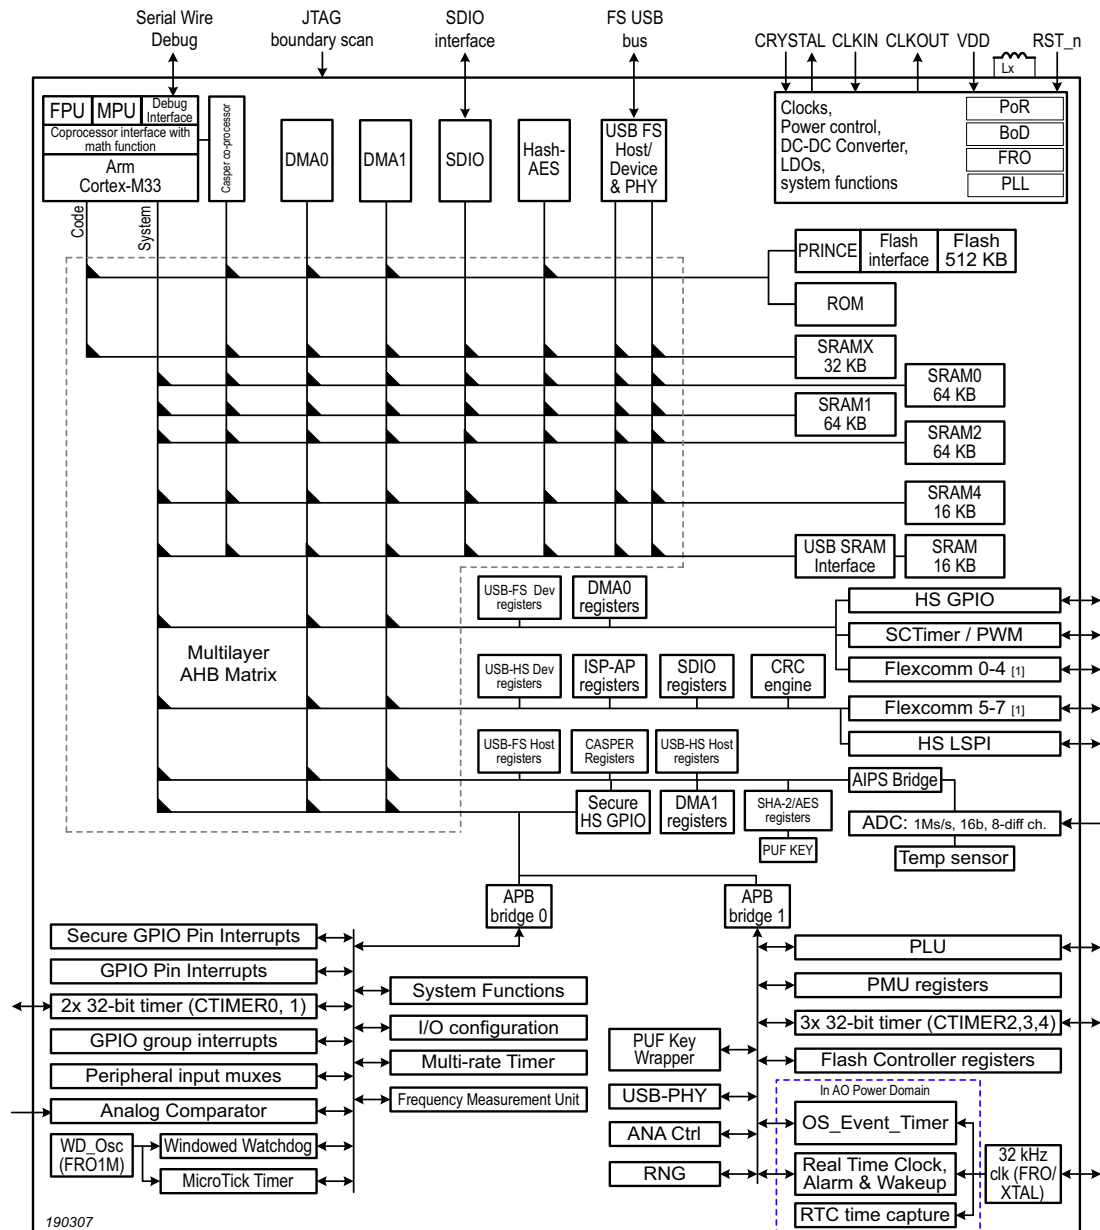 Serial Wire
Debug
JTAG
boundary scan
SDIO
interface
FS USB
bus
CRYSTAL CLKIN CLKOUT VDD RST_n
Lx
FPU MPU Debug
Interface
Coprocessor interface with
math function
Arm
Cortex-M33
Casper co-processor
DMA0
DMA1
SDIO
Hash-
AES
USB FS
Host/
Device
& PHY
Clocks,
Power control,
DC-DC Converter,
LDOs,
system functions
PoR
BoD
FRO
PLL
Code
System
PRINCE
Flash
interface
Flash
512 KB
ROM
SRAMX
32 KB
SRAM0
64 KB
SRAM1
64 KB
SRAM2
64 KB
SRAM4
16 KB
USB SRAM
Interface
SRAM
16 KB
Multilayer
AHB Matrix
USB-FS Dev
registers
DMA0
registers
HS GPIO
SCTimer / PWM
Flexcomm 0-4 [1]
USB-HS Dev
registers
ISP-AP
registers
SDIO
registers
CRC
engine
Flexcomm 5-7 [1]
HS LSPI
USB-FS Host
registers
CASPER
Registers
USB-HS Host
registers
AIPS Bridge
Secure
HS GPIO
DMA1
registers
SHA-2/AES
registers
PUF KEY
ADC: 1Ms/s, 16b, 8-diff ch.
Temp sensor
APB
bridge 0
APB
bridge 1
Secure GPIO Pin Interrupts
GPIO Pin Interrupts
2x 32-bit timer (CTIMER0, 1)
GPIO group interrupts
Peripheral input muxes
Analog Comparator
WD_Osc
(FRO1M)
Windowed Watchdog
MicroTick Timer
System Functions
I/O configuration
Multi-rate Timer
Frequency Measurement Unit
PUF Key
Wrapper
USB-PHY
ANA Ctrl
RNG
PLU
PMU registers
3x 32-bit timer (CTIMER2,3,4)
Flash Controller registers
In AO Power Domain
OS_Event_Timer
Real Time Clock,
Alarm & Wakeup
RTC time capture
32 kHz
clk (FRO/
XTAL)
190307